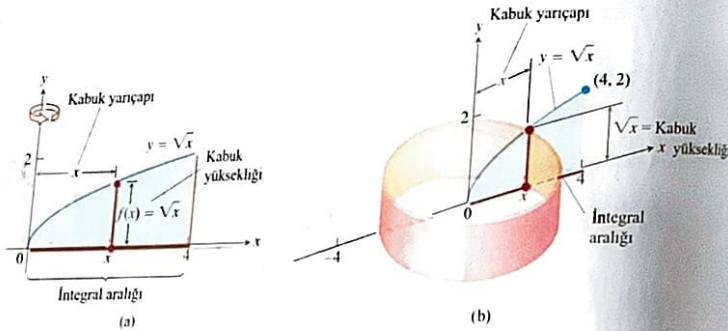 y
Kabuk yarıçapı
y = √x
2
x
Kabuk
yüksekliği
f(x) = √x
0
x
4
x
İntegral aralığı
(a)
Kabuk yarıçapı
y
y = √x
x
(4, 2)
2
√x = Kabuk
x yüksekliği
4
0
x
İntegral
aralığı
-4
(b)